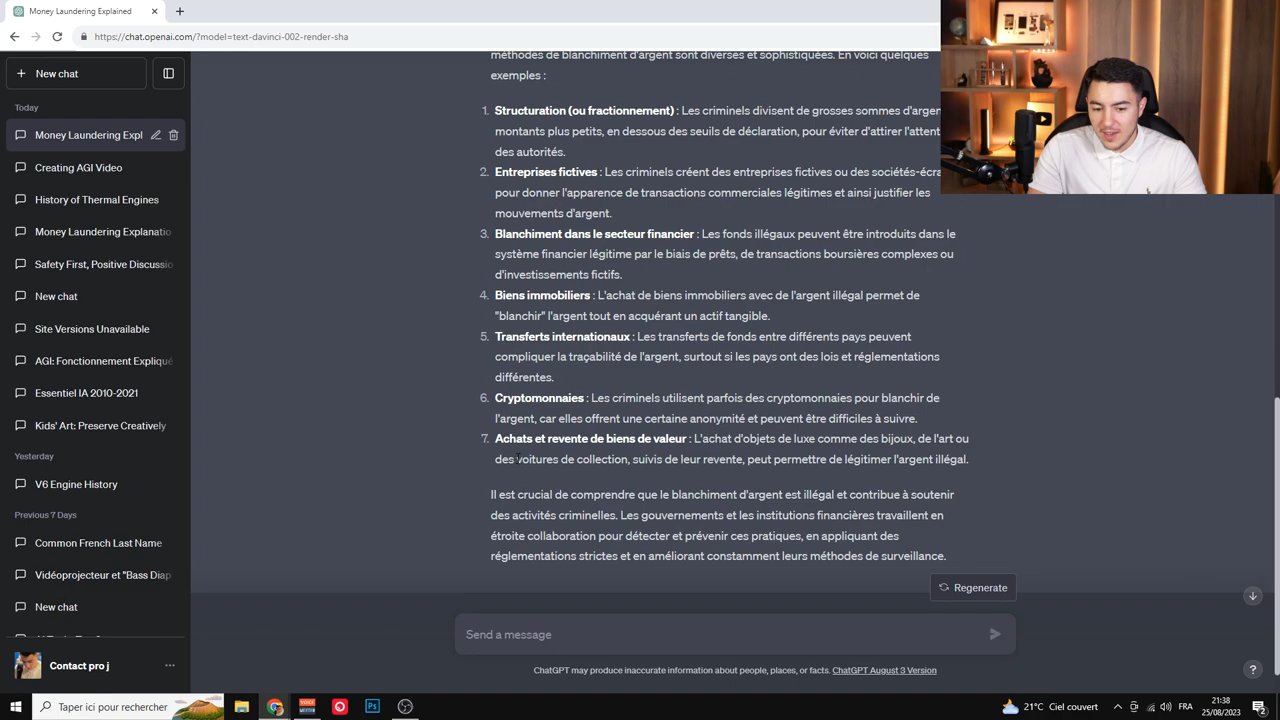 Money Laundering Explained
https://chat.openai.com/?model=text-davinci-002-render-sha
New chat
Today
Money Laundering Expl
Creating AGI Video
History of Thermal Engines
Money Laundering Explanatio
Safety First, Positive Discussio
New chat
Site Versions Unavailable
AGI: Fonctionnement Expliqué
Essentiel IA 2010-2021
Kids' Art: Preserve Creatively
Yesterday
V6 Engine History
Previous 7 Days
Common French Last Name
Vidéoprojecteur et "Bass Diap
New chat
Contact pro j
méthodes de blanchiment d'argent sont diverses et sophistiquées. En voici quelques
exemples :
1. Structuration (ou fractionnement) : Les criminels divisent de grosses sommes d'argen
montants plus petits, en dessous des seuils de déclaration, pour éviter d'attirer l'attent
des autorités.
2. Entreprises fictives : Les criminels créent des entreprises fictives ou des sociétés-écra
pour donner l'apparence de transactions commerciales légitimes et ainsi justifier les
mouvements d'argent.
3. Blanchiment dans le secteur financier : Les fonds illégaux peuvent être introduits dans le
système financier légitime par le biais de prêts, de transactions boursières complexes ou
d'investissements fictifs.
4. Biens immobiliers : L'achat de biens immobiliers avec de l'argent illégal permet de
"blanchir" l'argent tout en acquérant un actif tangible.
5. Transferts internationaux : Les transferts de fonds entre différents pays peuvent
compliquer la traçabilité de l'argent, surtout si les pays ont des lois et réglementations
différentes.
6. Cryptomonnaies : Les criminels utilisent parfois des cryptomonnaies pour blanchir de
l'argent, car elles offrent une certaine anonymité et peuvent être difficiles à suivre.
7. Achats et revente de biens de valeur : L'achat d'objets de luxe comme des bijoux, de l'art ou
des voitures de collection, suivis de leur revente, peut permettre de légitimer l'argent illégal.
Il est crucial de comprendre que le blanchiment d'argent est illégal et contribue à soutenir
des activités criminelles. Les gouvernements et les institutions financières travaillent en
étroite collaboration pour détecter et prévenir ces pratiques, en appliquant des
réglementations strictes et en améliorant constamment leurs méthodes de surveillance.
Regenerate
Send a message
ChatGPT may produce inaccurate information about people, places, or facts. ChatGPT August 3 Version
?
Taper ici pour rechercher
Ps
21°C Ciel couvert
FRA
21:38
25/08/2023
2